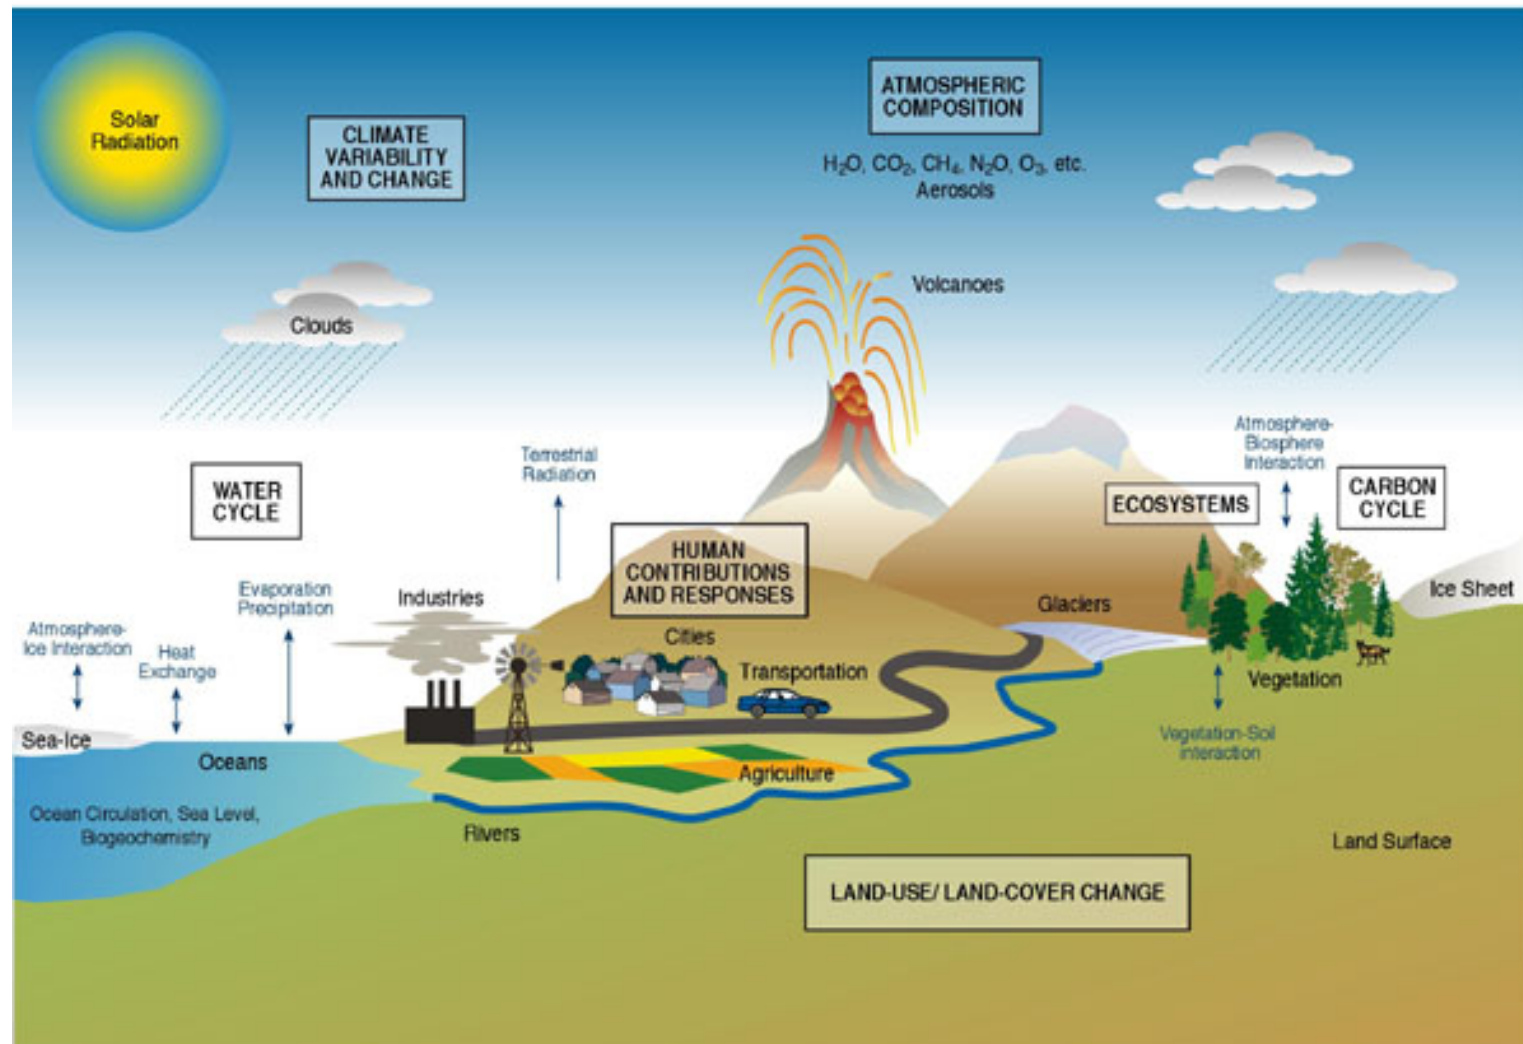 Solar
Radiation
CLIMATE
VARIABILITY
AND CHANGE
ATMOSPHERIC
COMPOSITION
H₂O, CO₂, CH₄, N₂O, O₃, etc.
Aerosols
Volcanoes
Clouds
Atmosphere-
Biosphere
Interaction
Terrestrial
Radiation
WATER
CYCLE
ECOSYSTEMS
CARBON
CYCLE
HUMAN
CONTRIBUTIONS
AND RESPONSES
Evaporation
Precipitation
Industries
Ice Sheet
Glaciers
Atmosphere-
Ice Interaction
Heat
Exchange
Cities
Transportation
Vegetation
Sea-Ice
Oceans
Vegetation-Soil
interaction
Agriculture
Ocean Circulation, Sea Level,
Biogeochemistry
Rivers
Land Surface
LAND-USE/ LAND-COVER CHANGE